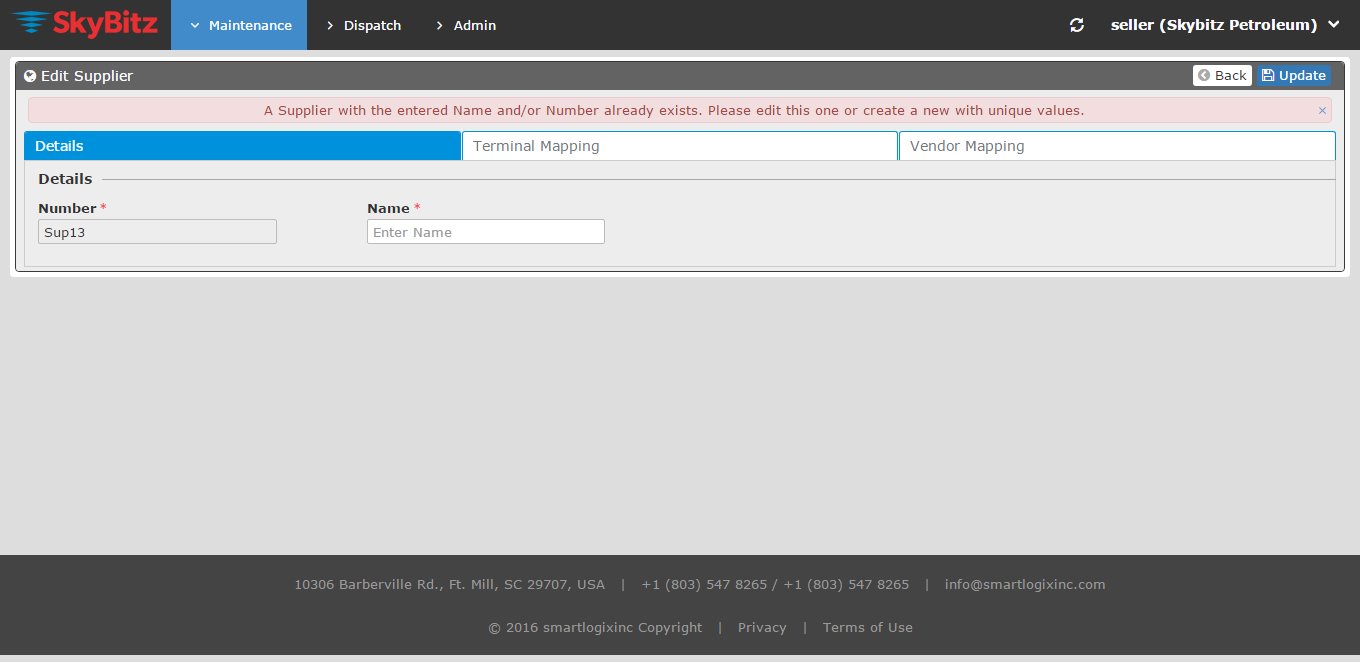 SkyBitz Maintenance Dispatch Admin seller (Skybitz Petroleum)
Edit Supplier Back Update
A Supplier with the entered Name and/or Number already exists. Please edit this one or create a new with unique values. ×
Details Terminal Mapping Vendor Mapping
Details
Number * Name *
Sup13 Enter Name
10306 Barberville Rd., Ft. Mill, SC 29707, USA | +1 (803) 547 8265 / +1 (803) 547 8265 | info@smartlogixinc.com
© 2016 smartlogixinc Copyright | Privacy | Terms of Use